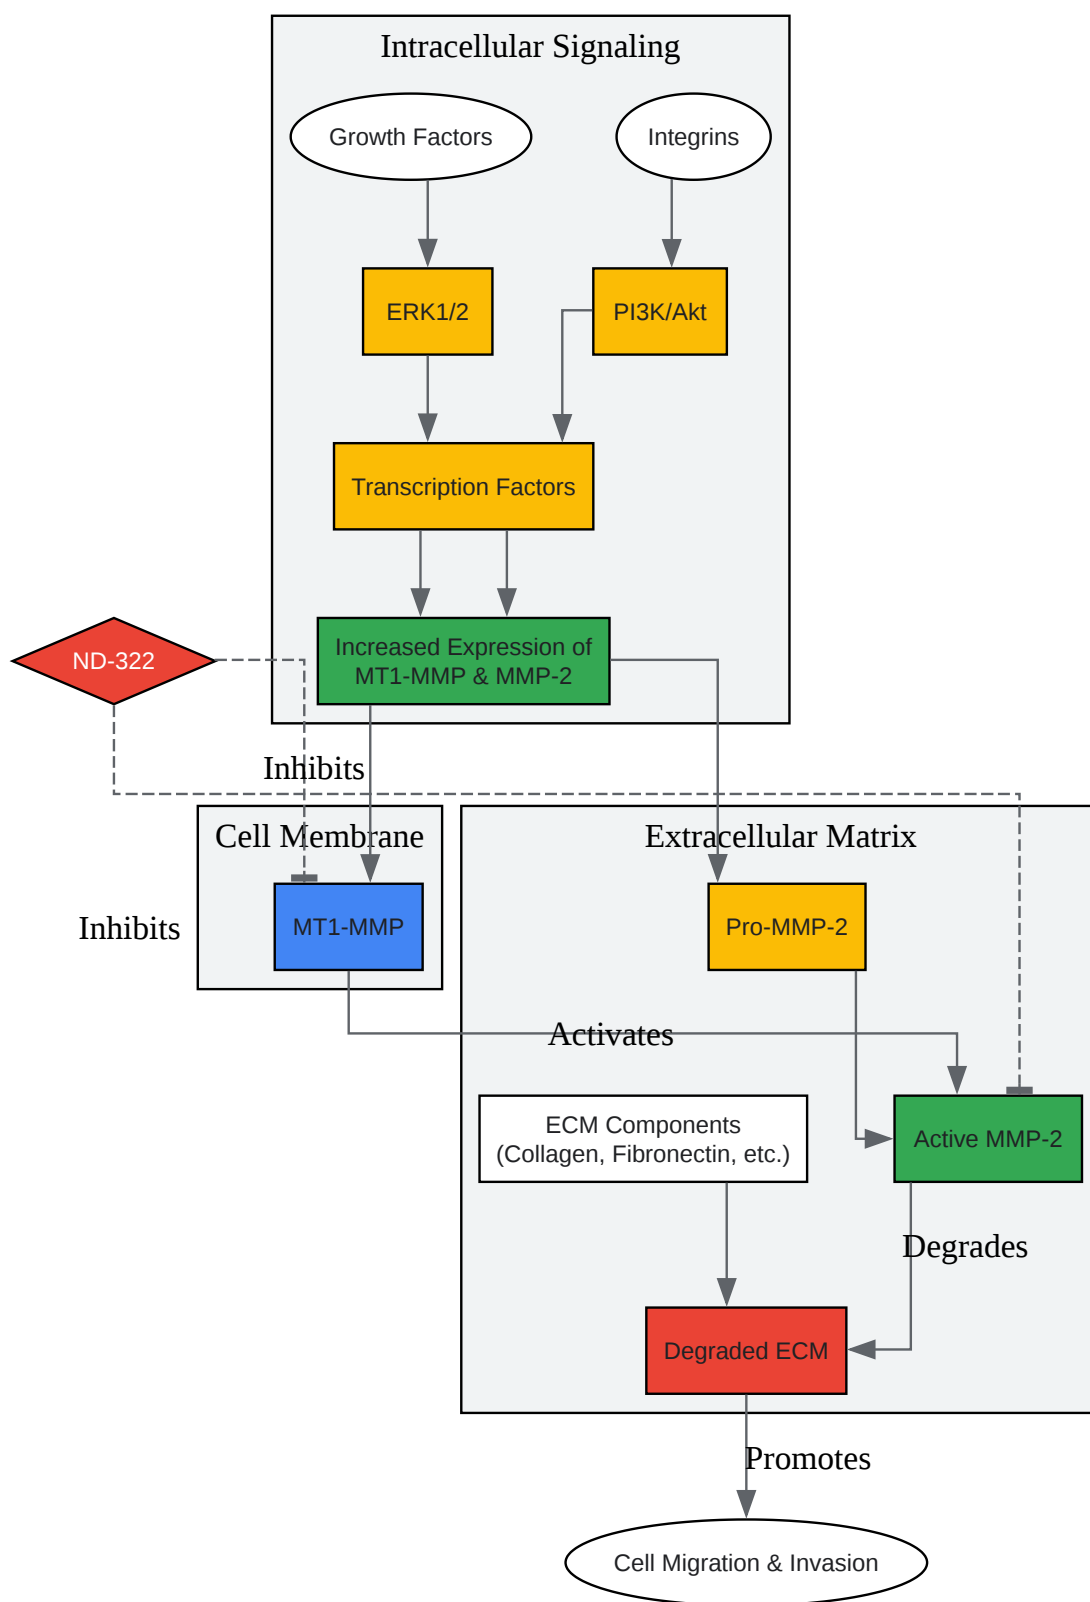 Intracellular Signaling
Growth Factors
Integrins
ERK1/2
PI3K/Akt
Transcription Factors
ND-322
Increased Expression of
MT1-MMP & MMP-2
Inhibits
Cell Membrane
Extracellular Matrix
Inhibits
MT1-MMP
Pro-MMP-2
Activates
ECM Components
(Collagen, Fibronectin, etc.)
Active MMP-2
Degrades
Degraded ECM
Promotes
Cell Migration & Invasion